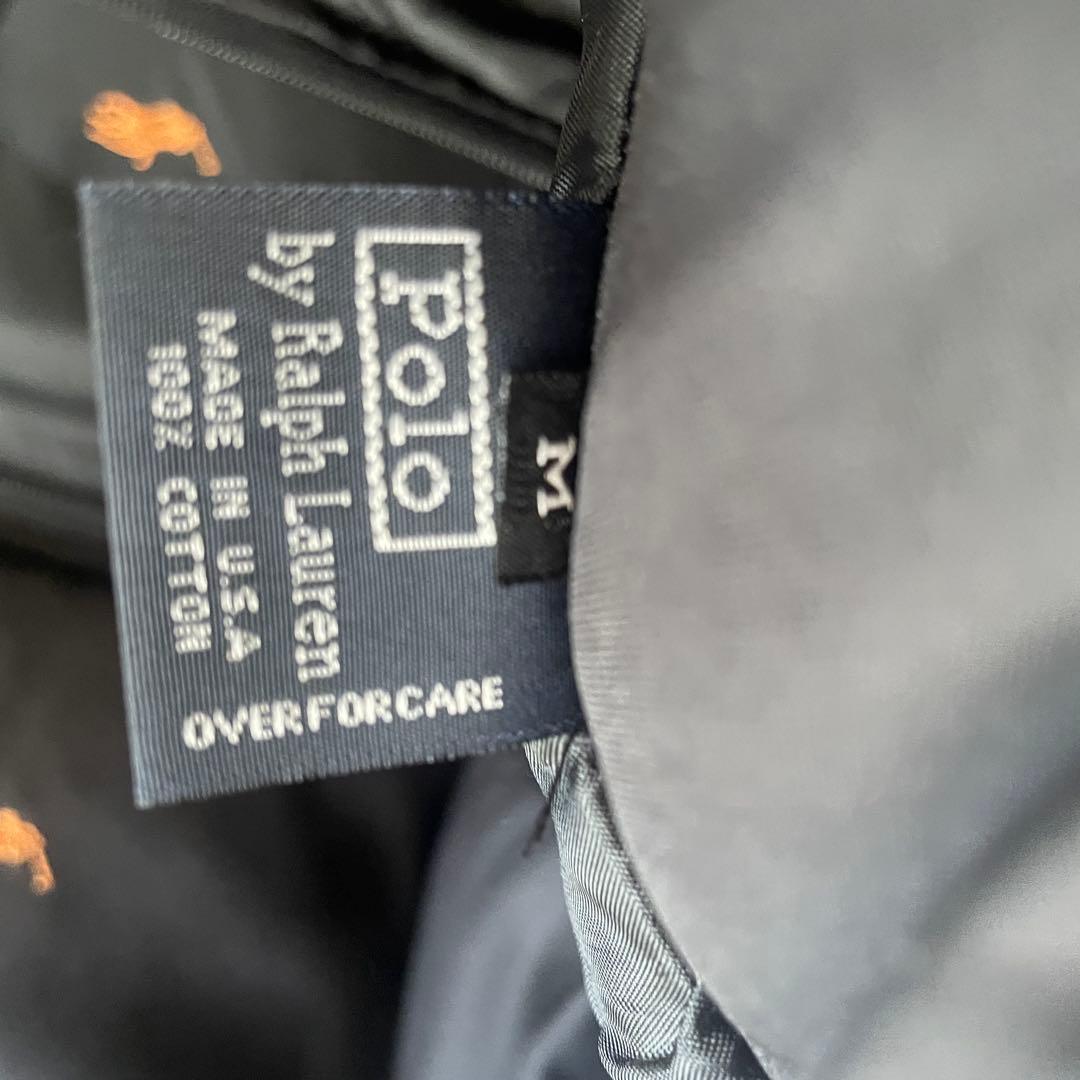 M
Polo
by Ralph Lauren
MADE IN U.S.A
100% COTTON
OVER FOR CARE